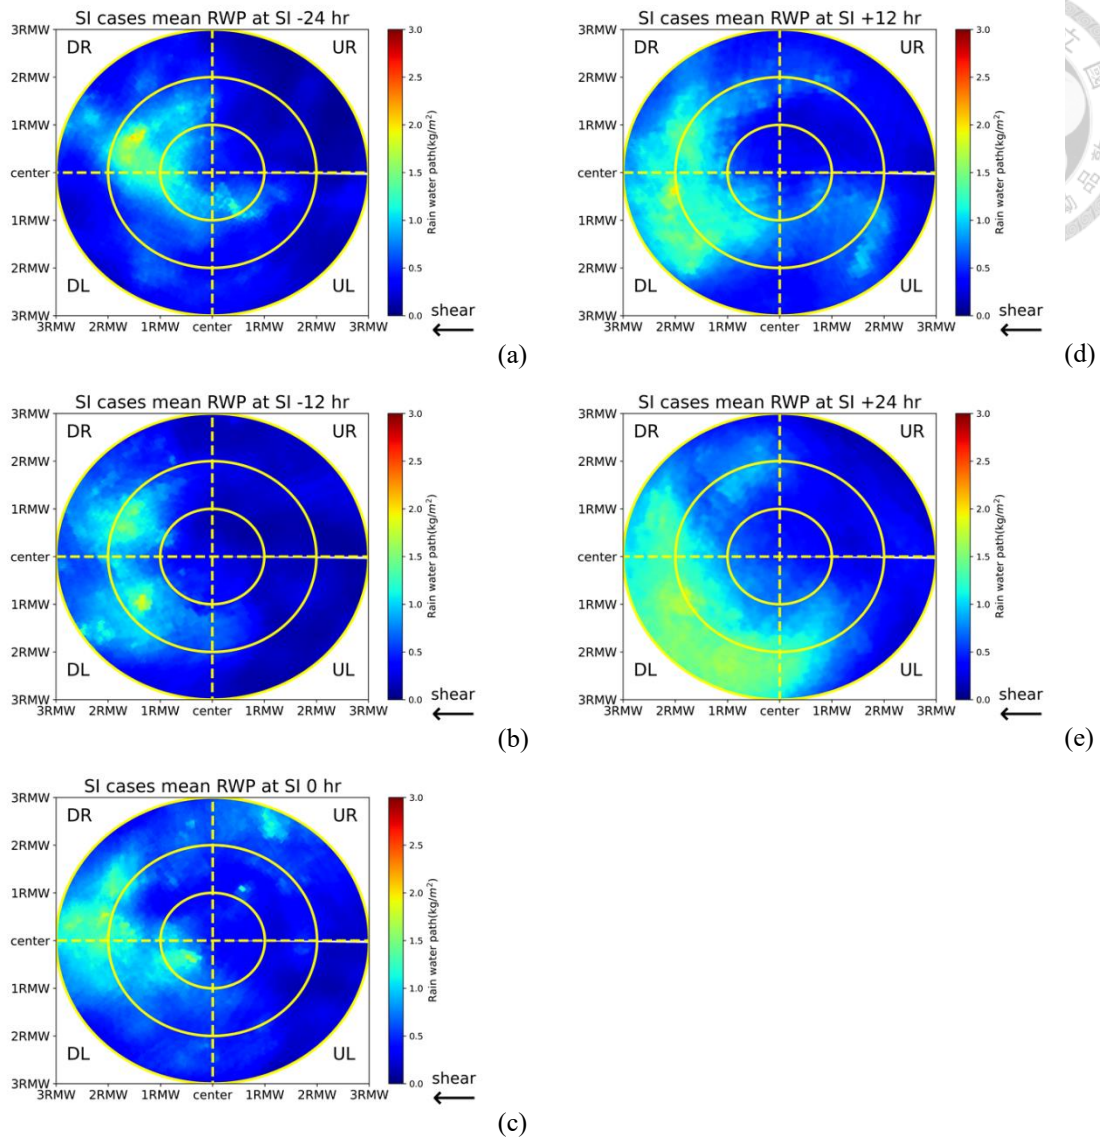 SI cases mean RWP at SI -24 hr
DR
UR
DL
UL
3RMW
2RMW
1RMW
center
1RMW
2RMW
3RMW
3RMW 2RMW 1RMW center 1RMW 2RMW 3RMW
3.0
2.5
2.0
1.5
1.0
0.5
0.0
Rain water path(kg/m²)
shear
(a)
SI cases mean RWP at SI -12 hr
DR
UR
DL
UL
3RMW
2RMW
1RMW
center
1RMW
2RMW
3RMW
3RMW 2RMW 1RMW center 1RMW 2RMW 3RMW
3.0
2.5
2.0
1.5
1.0
0.5
0.0
Rain water path(kg/m²)
shear
(b)
SI cases mean RWP at SI 0 hr
DR
UR
DL
UL
3RMW
2RMW
1RMW
center
1RMW
2RMW
3RMW
3RMW 2RMW 1RMW center 1RMW 2RMW 3RMW
3.0
2.5
2.0
1.5
1.0
0.5
0.0
Rain water path(kg/m²)
shear
(c)
SI cases mean RWP at SI +12 hr
DR
UR
DL
UL
3RMW
2RMW
1RMW
center
1RMW
2RMW
3RMW
3RMW 2RMW 1RMW center 1RMW 2RMW 3RMW
3.0
2.5
2.0
1.5
1.0
0.5
0.0
Rain water path(kg/m²)
shear
(d)
SI cases mean RWP at SI +24 hr
DR
UR
DL
UL
3RMW
2RMW
1RMW
center
1RMW
2RMW
3RMW
3RMW 2RMW 1RMW center 1RMW 2RMW 3RMW
3.0
2.5
2.0
1.5
1.0
0.5
0.0
Rain water path(kg/m²)
shear
(e)